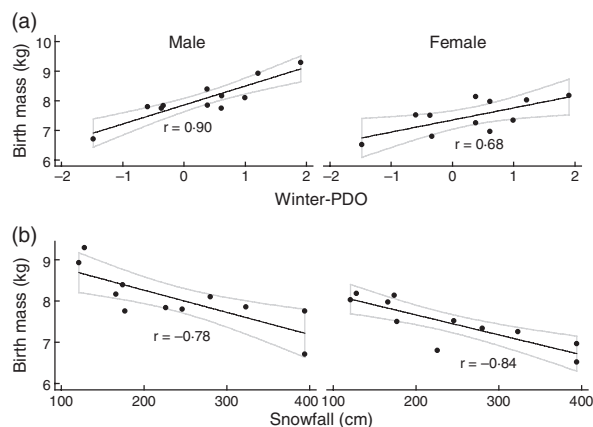 (a)
Male
Female
Birth mass (kg)
10
9
8
7
6
r = 0·90
r = 0·68
−2 −1 0 1 2
−2 −1 0 1 2
Winter-PDO
(b)
Birth mass (kg)
9
8
7
6
r = −0·78
r = −0·84
100 200 300 400
100 200 300 400
Snowfall (cm)